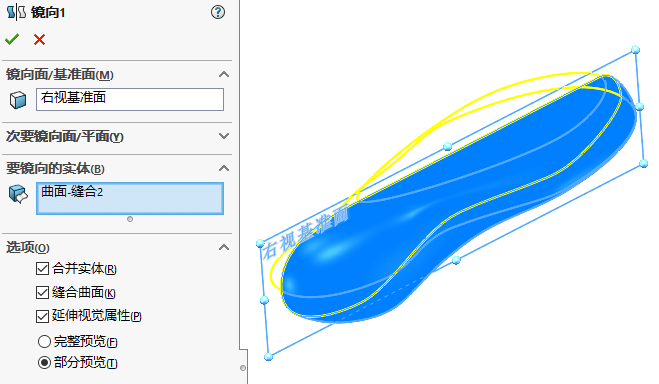 镜向1
镜向面/基准面(M)
右视基准面
次要镜向面/平面(Y)
要镜向的实体(B)
曲面-缝合2
选项(O)
合并实体(R)
缝合曲面(K)
延伸视觉属性(P)
完整预览(F)
部分预览(T)
右视基准面